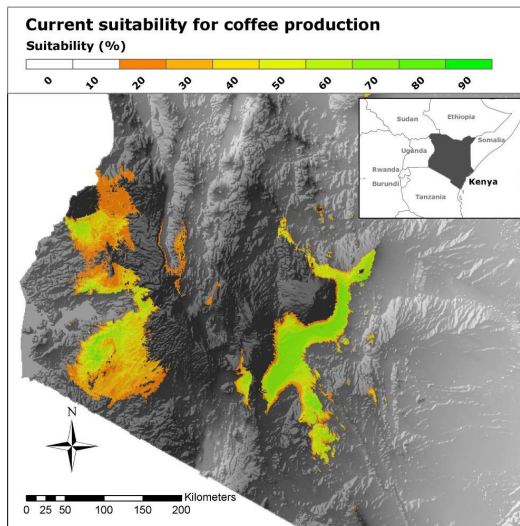 Current suitability for coffee production
Suitability (%)
0 10 20 30 40 50 60 70 80 90
Sudan
Ethiopia
Uganda
Somalia
Rwanda
Burundi
Kenya
Tanzania
N
Kilometers
0 25 50 100 150 200